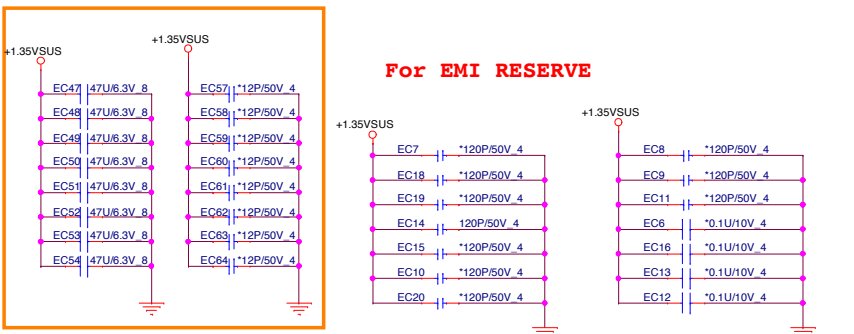 +1.35VSUS
EC47 47U/6.3V_8
EC48 47U/6.3V_8
EC49 47U/6.3V_8
EC50 47U/6.3V_8
EC51 47U/6.3V_8
EC52 47U/6.3V_8
EC53 47U/6.3V_8
EC54 47U/6.3V_8
+1.35VSUS
EC57 *12P/50V_4
EC58 *12P/50V_4
EC59 *12P/50V_4
EC60 *12P/50V_4
EC61 *12P/50V_4
EC62 *12P/50V_4
EC63 *12P/50V_4
EC64 *12P/50V_4
For EMI RESERVE
+1.35VSUS
EC7 *120P/50V_4
EC18 *120P/50V_4
EC19 *120P/50V_4
EC14 120P/50V_4
EC15 *120P/50V_4
EC10 *120P/50V_4
EC20 *120P/50V_4
+1.35VSUS
EC8 *120P/50V_4
EC9 *120P/50V_4
EC11 *120P/50V_4
EC6 *0.1U/10V_4
EC16 *0.1U/10V_4
EC13 *0.1U/10V_4
EC12 *0.1U/10V_4